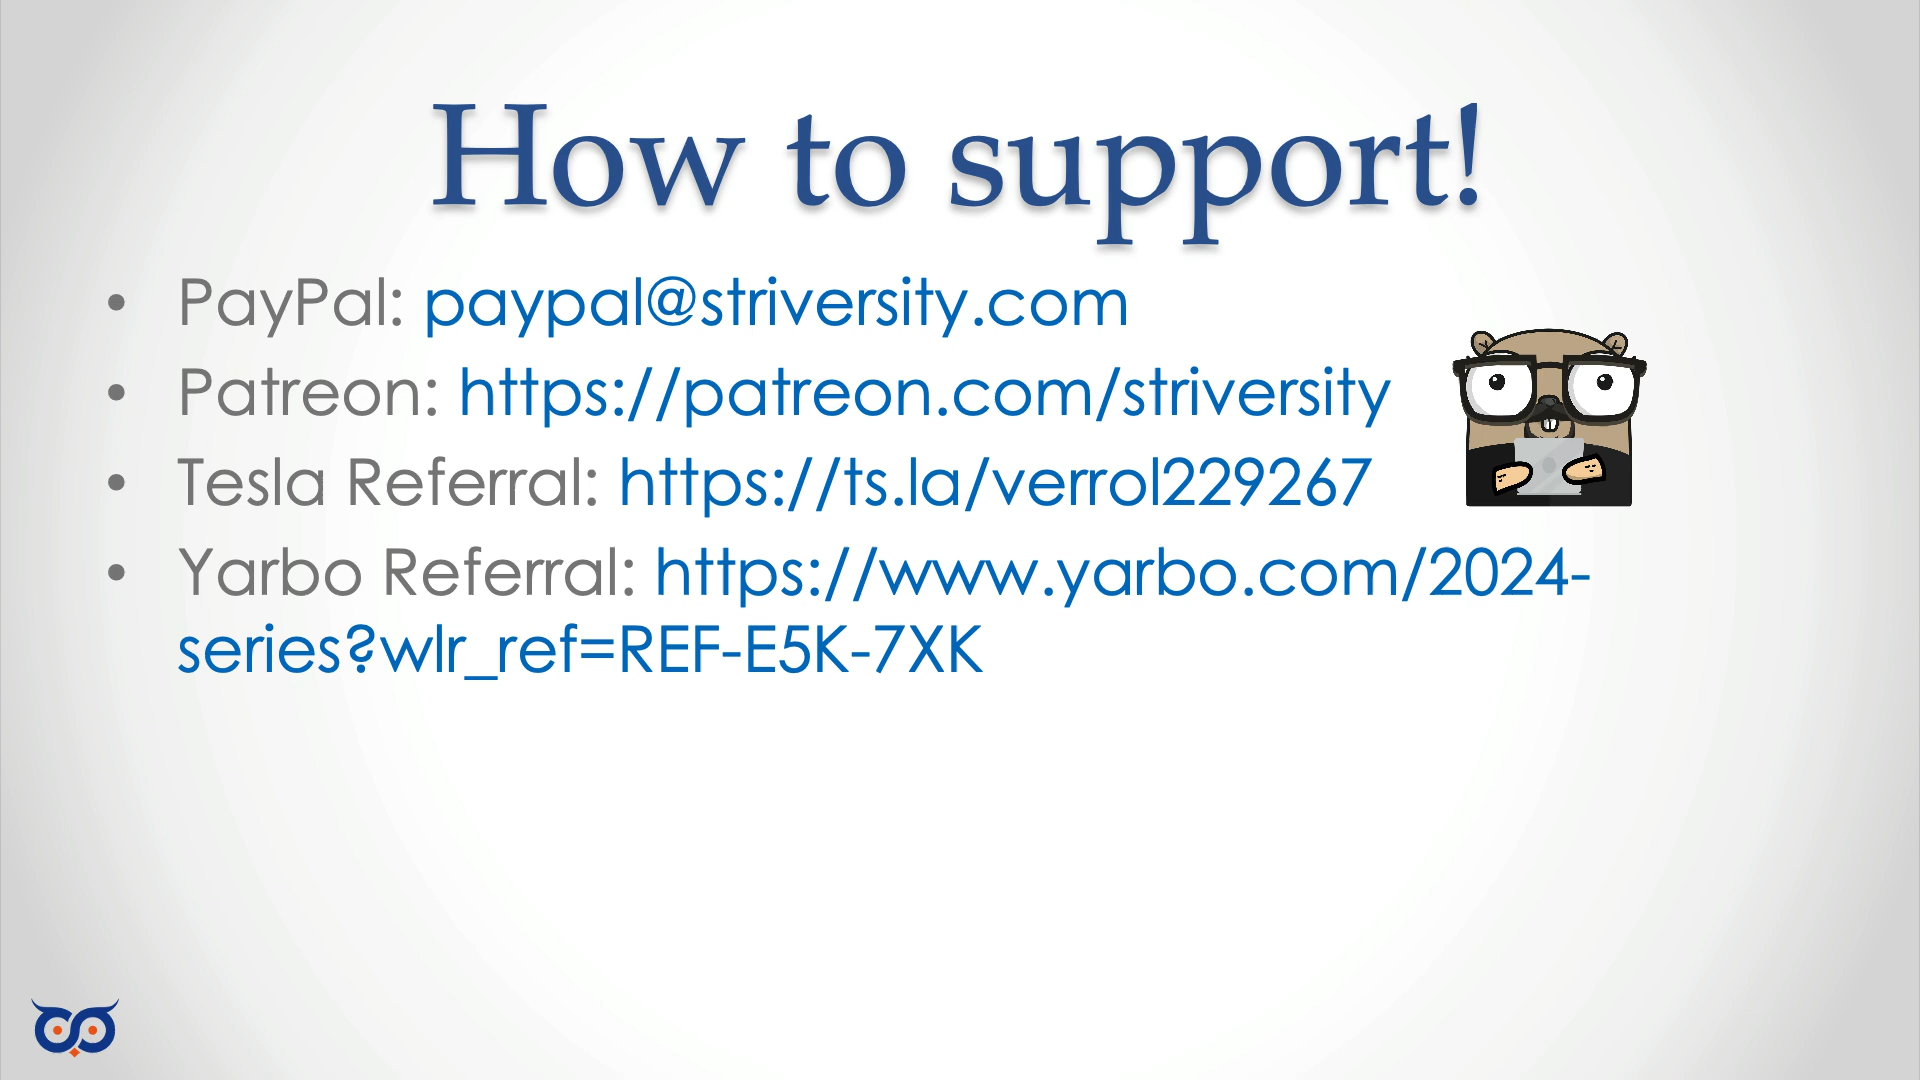 How to support!
• PayPal: paypal@striversity.com
• Patreon: https://patreon.com/striversity
• Tesla Referral: https://ts.la/verrol229267
• Yarbo Referral: https://www.yarbo.com/2024-
series?wlr_ref=REF-E5K-7XK